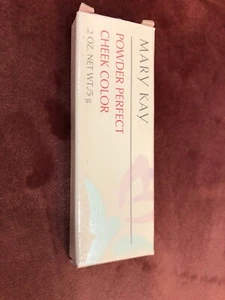 MARY KAY
POWDER PERFECT
CHEEK COLOR
.2 OZ. NET WT./5 g